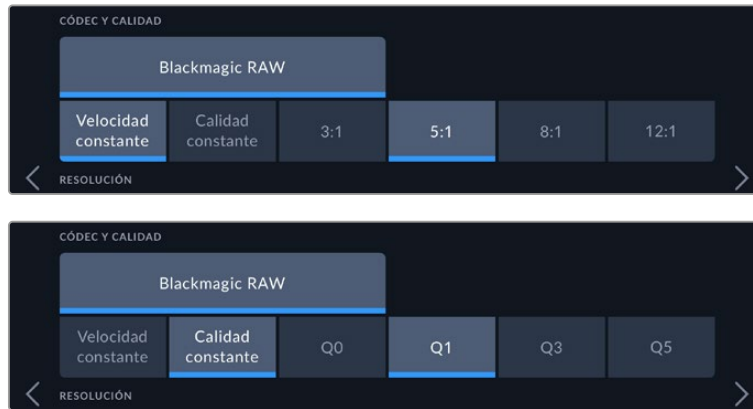 CÓDEC Y CALIDAD
Blackmagic RAW
Velocidad constante
Calidad constante
3:1
5:1
8:1
12:1
RESOLUCIÓN
CÓDEC Y CALIDAD
Blackmagic RAW
Velocidad constante
Calidad constante
Q0
Q1
Q3
Q5
RESOLUCIÓN